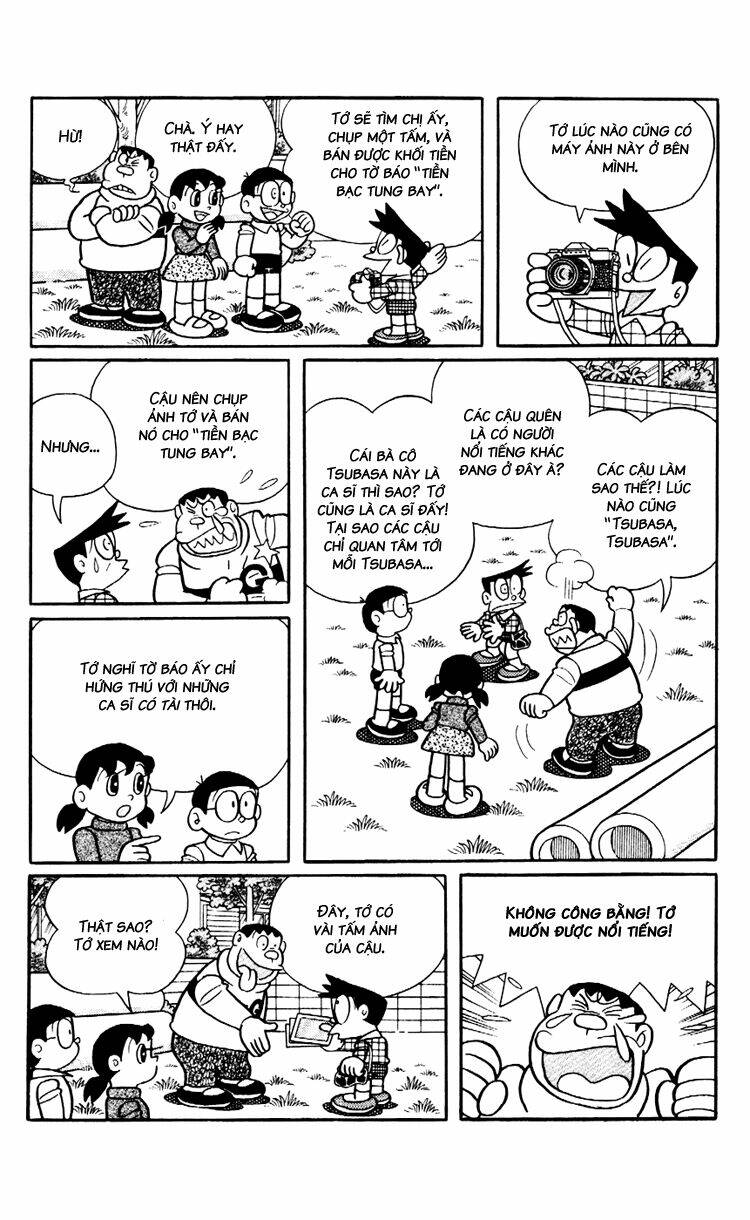 TỚ LÚC NÀO CŨNG CÓ
MÁY ẢNH NÀY Ở BÊN
MÌNH.
TỚ SẼ TÌM CHỊ ẤY,
CHỤP MỘT TẤM, VÀ
BÁN ĐƯỢC KHỐI TIỀN
CHO TỜ BÁO “TIỀN
BẠC TUNG BAY”.
CHÀ. Ý HAY
THẬT ĐẤY.
HỪ!
CÁC CẬU LÀM
SAO THẾ?! LÚC
NÀO CŨNG
“TSUBASA,
TSUBASA”.
CÁC CẬU QUÊN
LÀ CÓ NGƯỜI
NỔI TIẾNG KHÁC
ĐANG Ở ĐÂY À?
CÁI BÀ CÔ
TSUBASA NÀY LÀ
CA SĨ THÌ SAO? TỚ
CŨNG LÀ CA SĨ ĐẤY!
TẠI SAO CÁC CẬU
CHỈ QUAN TÂM TỚI
MỖI TSUBASA...
CẬU NÊN CHỤP
ẢNH TỚ VÀ BÁN
NÓ CHO “TIỀN BẠC
TUNG BAY”.
NHƯNG...
TỚ NGHĨ TỜ BÁO ẤY CHỈ
HỨNG THÚ VỚI NHỮNG
CA SĨ CÓ TÀI THÔI.
KHÔNG CÔNG BẰNG! TỚ
MUỐN ĐƯỢC NỔI TIẾNG!
ĐÂY, TỚ CÓ
VÀI TẤM ẢNH
CỦA CẬU.
THẬT SAO?
TỚ XEM NÀO!